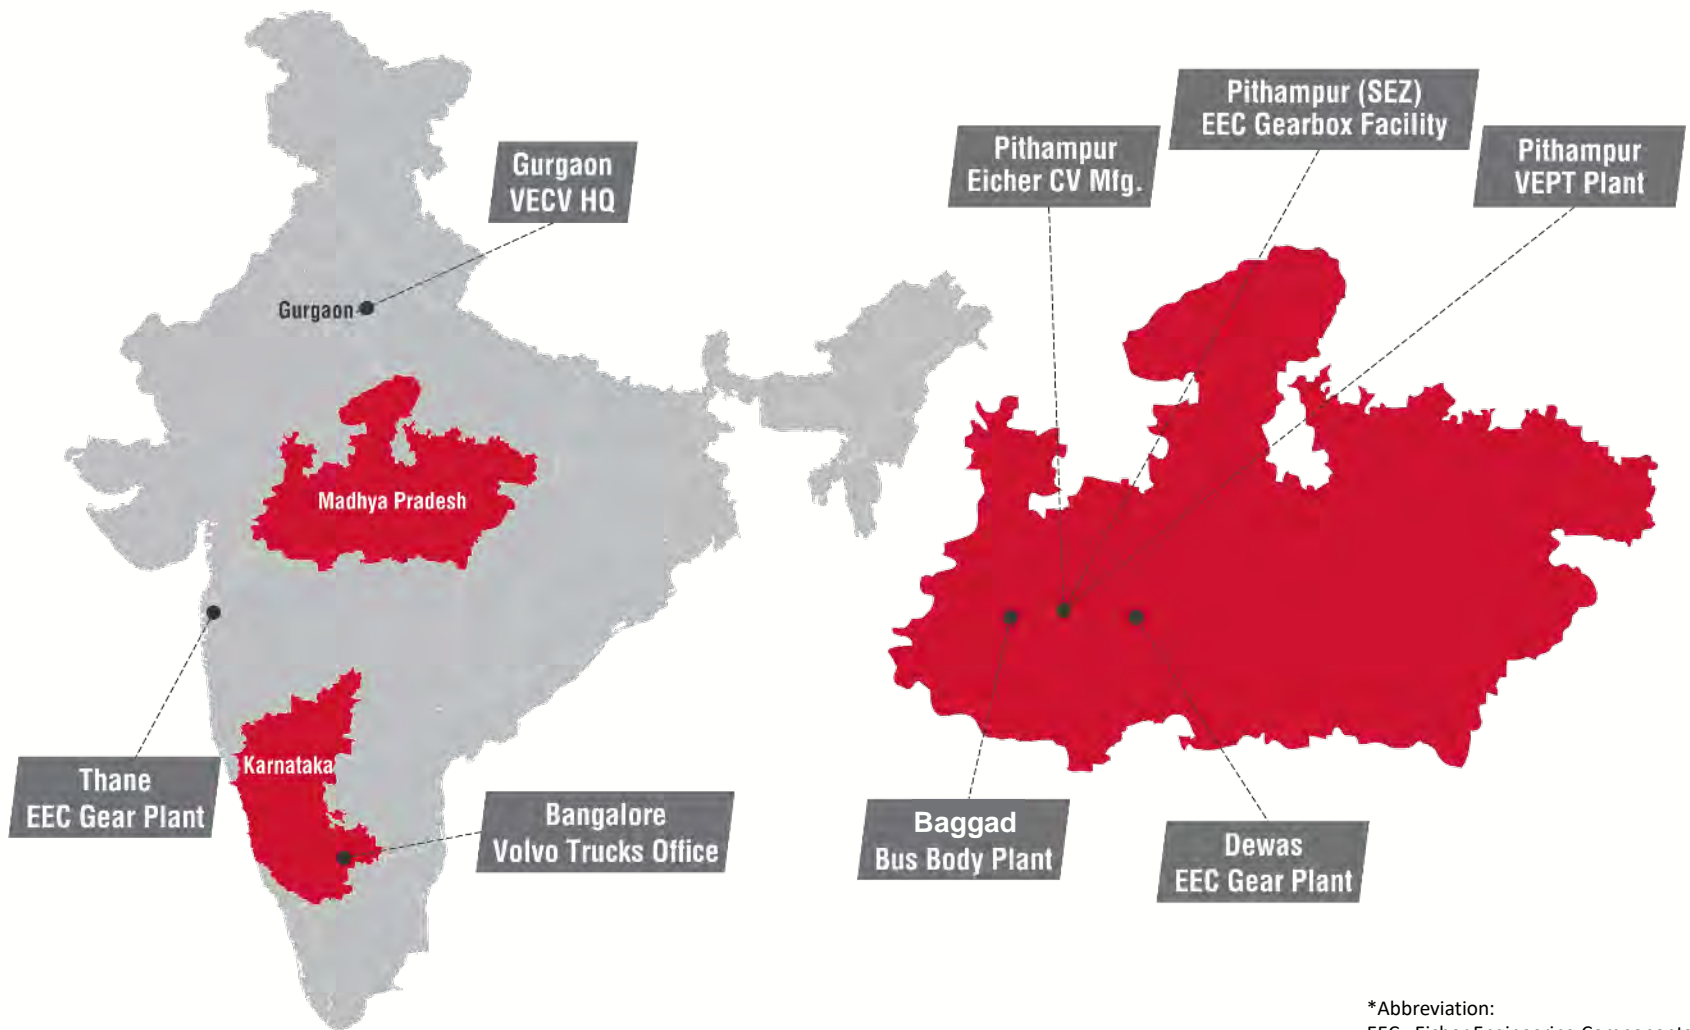 Gurgaon
VECV HQ
Gurgaon
Madhya Pradesh
Thane
EEC Gear Plant
Karnataka
Bangalore
Volvo Trucks Office
Pithampur
Eicher CV Mfg.
Pithampur (SEZ)
EEC Gearbox Facility
Pithampur
VEPT Plant
Baggad
Bus Body Plant
Dewas
EEC Gear Plant
*Abbreviation: